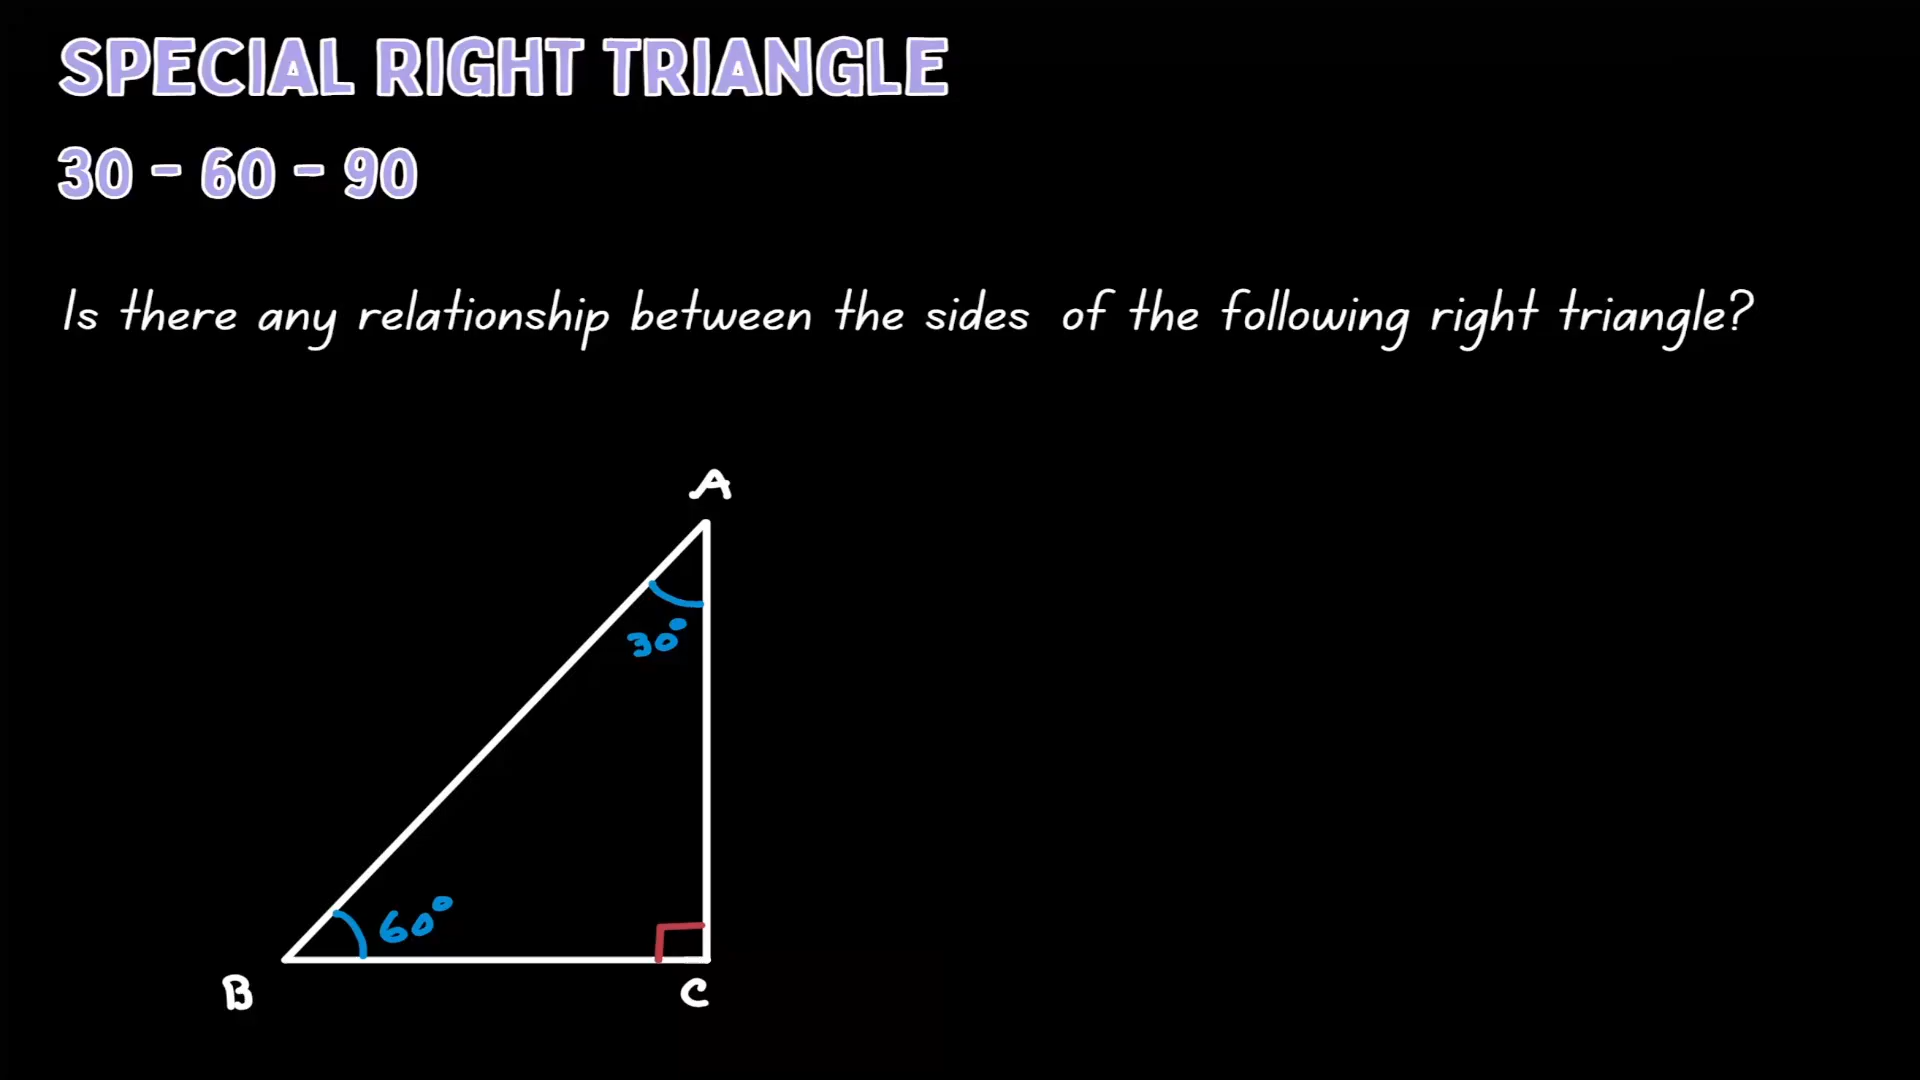 SPECIAL RIGHT TRIANGLE
30 - 60 - 90
Is there any relationship between the sides of the following right triangle?
A
30°
60°
B
C